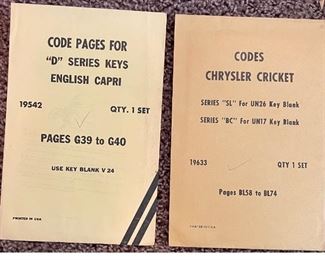 CODE PAGES FOR
"D" SERIES KEYS
ENGLISH CAPRI
19542 QTY. 1 SET
PAGES G39 to G40
USE KEY BLANK V 24
PRINTED IN USA
CODES
CHRYSLER CRICKET
SERIES "SL" For UN26 Key Blank
SERIES "BC" For UN17 Key Blank
19633 QTY 1 SET
Pages BL58 to BL74